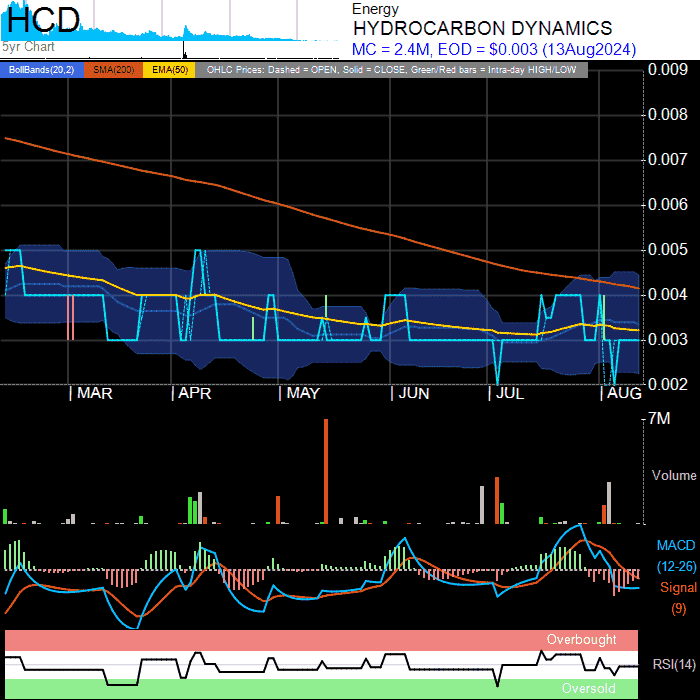 HCD
5yr Chart
Energy
HYDROCARBON DYNAMICS
MC = 2.4M, EOD = $0.003 (13Aug2024)
BollBands(20,2) SMA(200) EMA(50) OHLC Prices: Dashed = OPEN, Solid = CLOSE, Green/Red bars = Intra-day HIGH/LOW
0.009
0.008
0.007
0.006
0.005
0.004
0.003
0.002
MAR APR MAY JUN JUL AUG
7M
Volume
MACD
(12-26)
Signal
(9)
Overbought
RSI(14)
Oversold